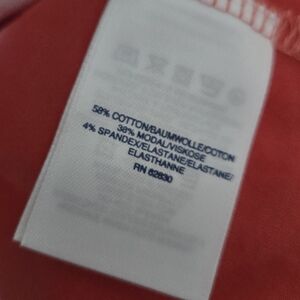 58% COTTON/BAUMWOLLE/COTON
38% MODAL/VISKOSE
4% SPANDEX/ELASTANE/ELASTANE/
ELASTHANNE
RN 62830